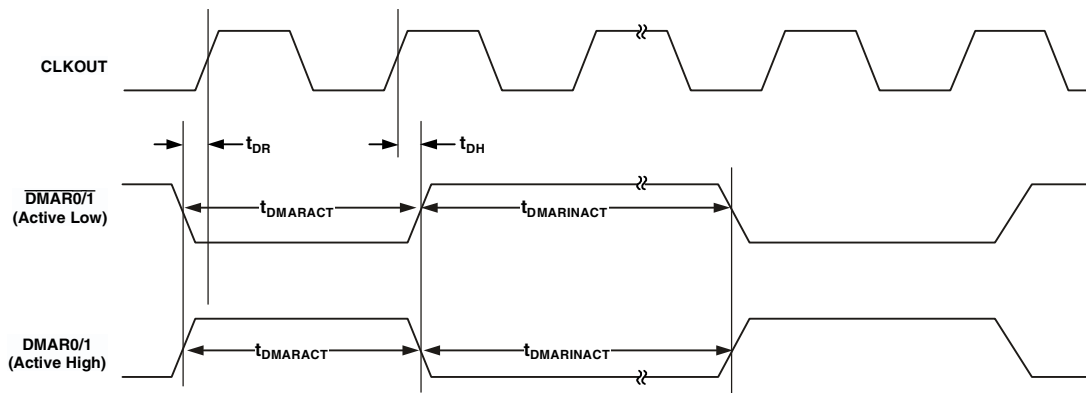 CLKOUT
tDR
tDH
DMAR0/1
(Active Low)
tDMARACT
tDMARINACT
DMAR0/1
(Active High)
tDMARACT
tDMARINACT